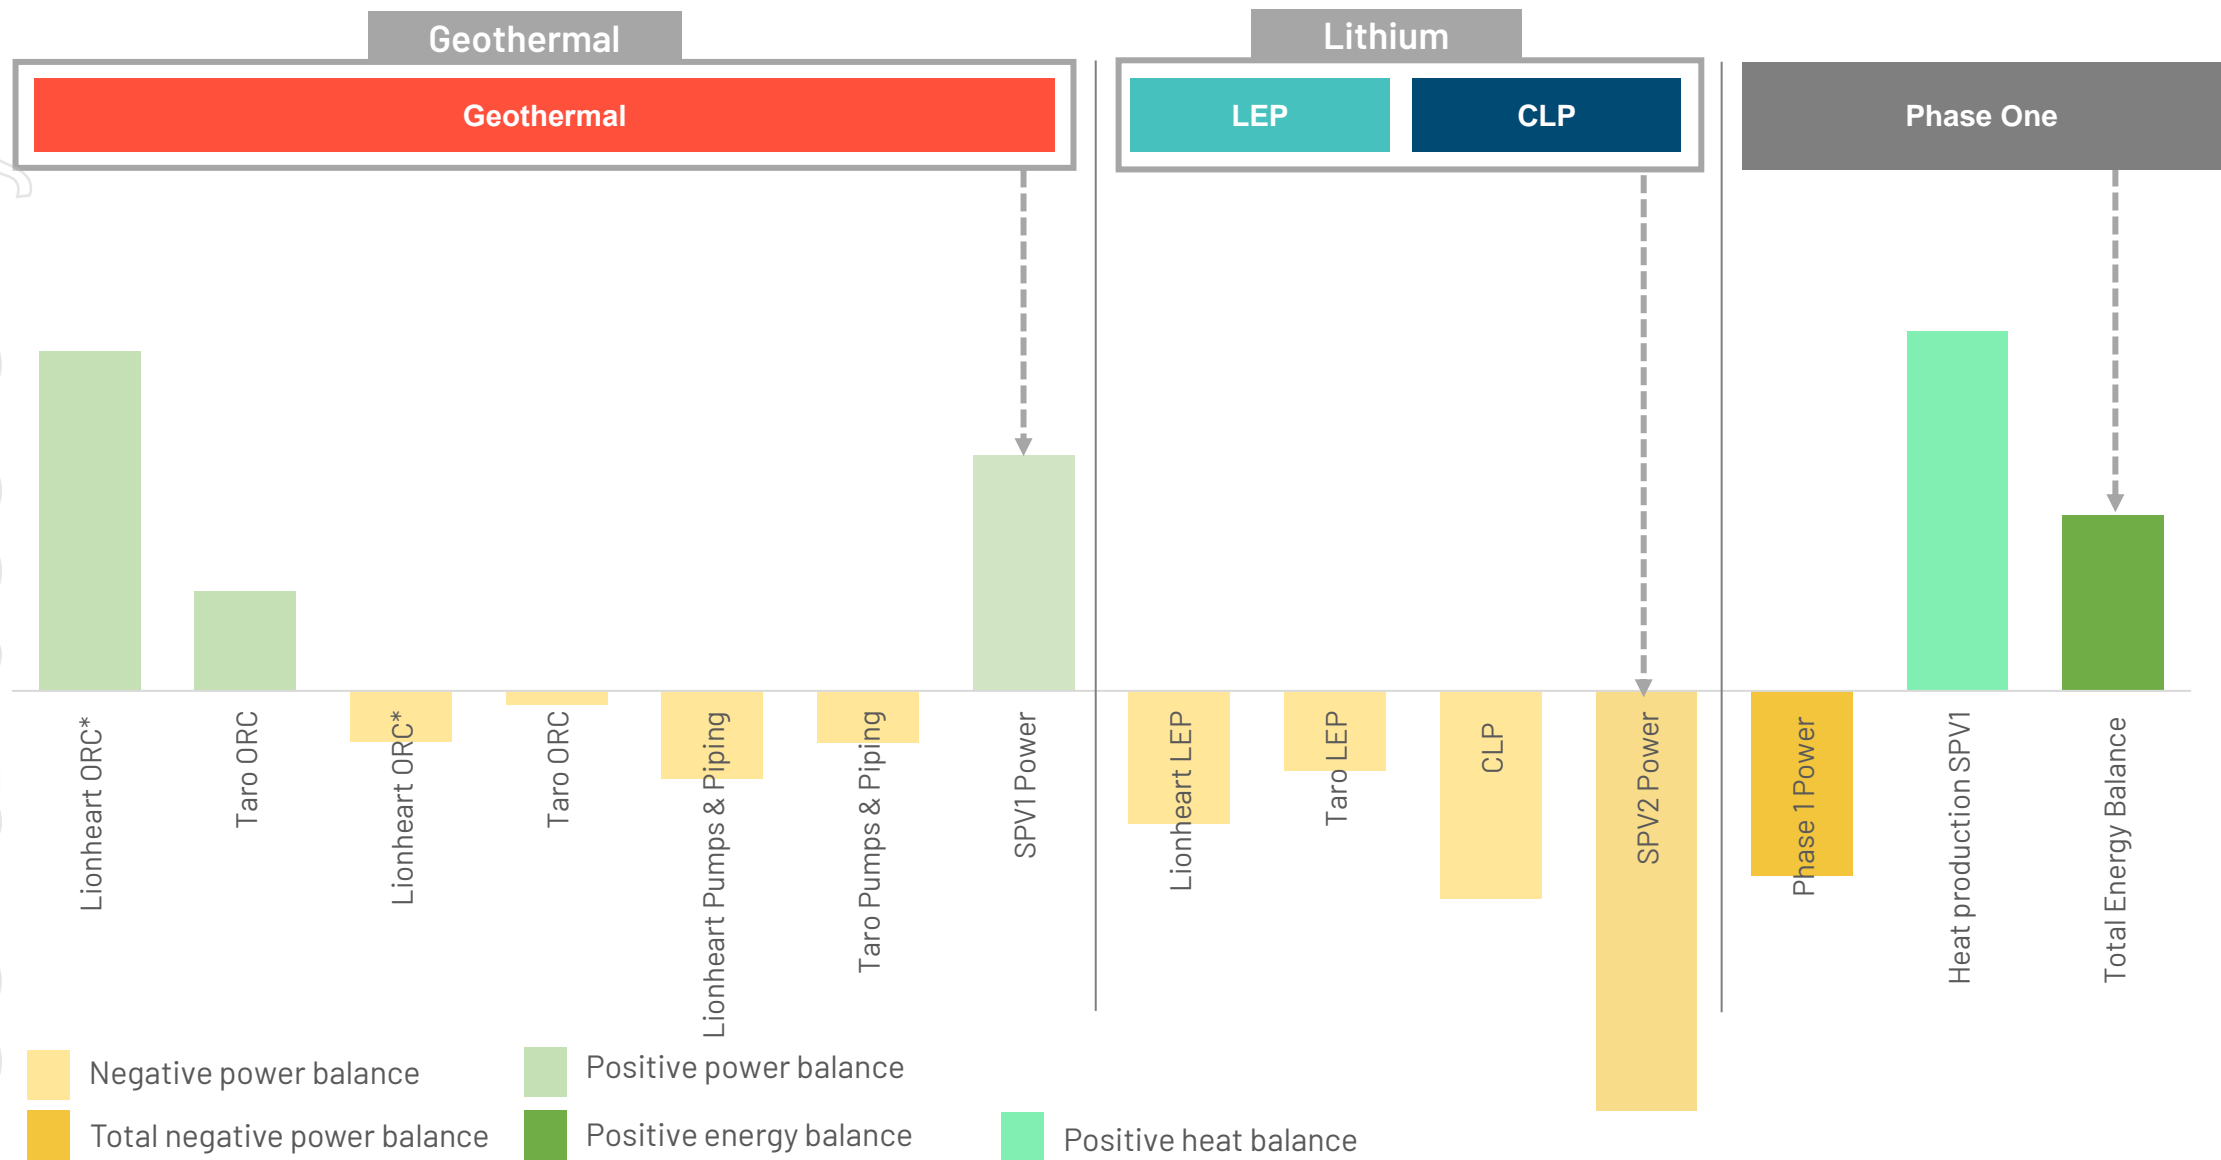 Geothermal
Lithium
Geothermal
LEP
CLP
Phase One
Lionheart ORC*
Taro ORC
Lionheart ORC*
Taro ORC
Lionheart Pumps & Piping
Taro Pumps & Piping
SPV1 Power
Lionheart LEP
Taro LEP
CLP
SPV2 Power
Phase 1 Power
Heat production SPV1
Total Energy Balance
Negative power balance
Positive power balance
Total negative power balance
Positive energy balance
Positive heat balance